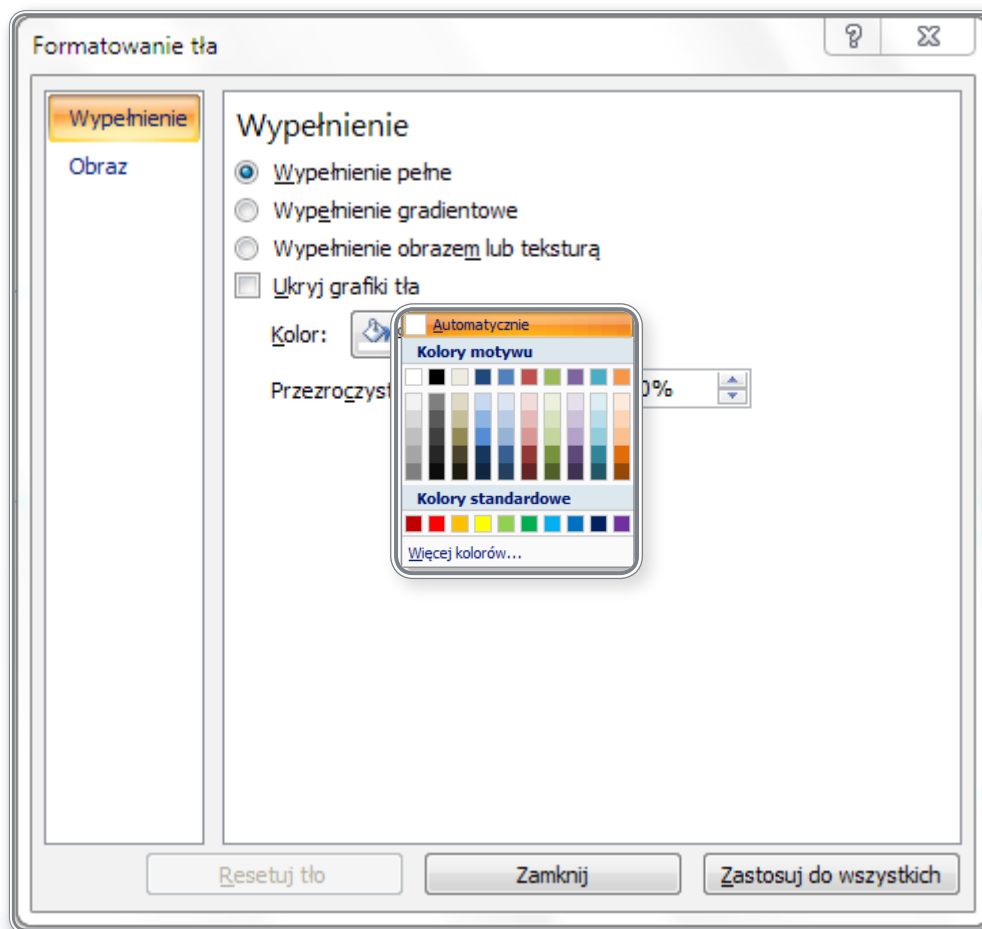 Formatowanie tła
Wypełnienie
Obraz
Wypełnienie
Wypełnienie pełne
Wypełnienie gradientowe
Wypełnienie obrazem lub teksturą
Ukryj grafiki tła
Kolor:
Automatycznie
Kolory motywu
0%
Kolory standardowe
Więcej kolorów...
Resetuj tło
Zamknij
Zastosuj do wszystkich